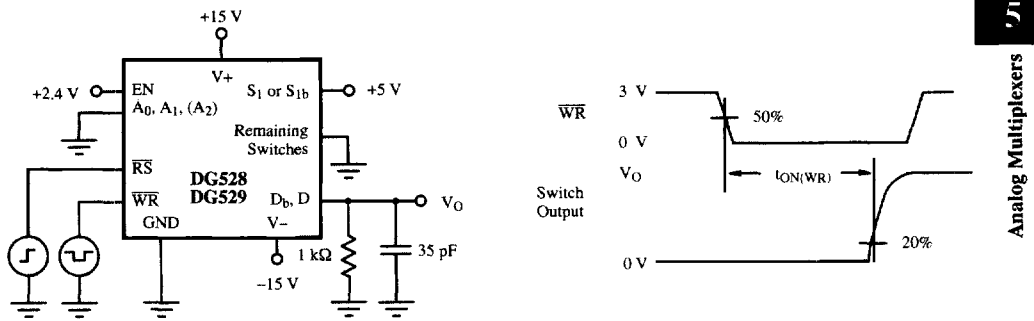 +15 V
V+
+2.4 V
EN
A0, A1, (A2)
S1 or S1b
+5 V
Remaining
Switches
RS
WR
DG528
DG529
Db, D
VO
GND
V−
1 kΩ
35 pF
−15 V
WR
3 V
50%
0 V
VO
tON(WR)
Switch
Output
20%
0 V
5
Analog Multiplexers